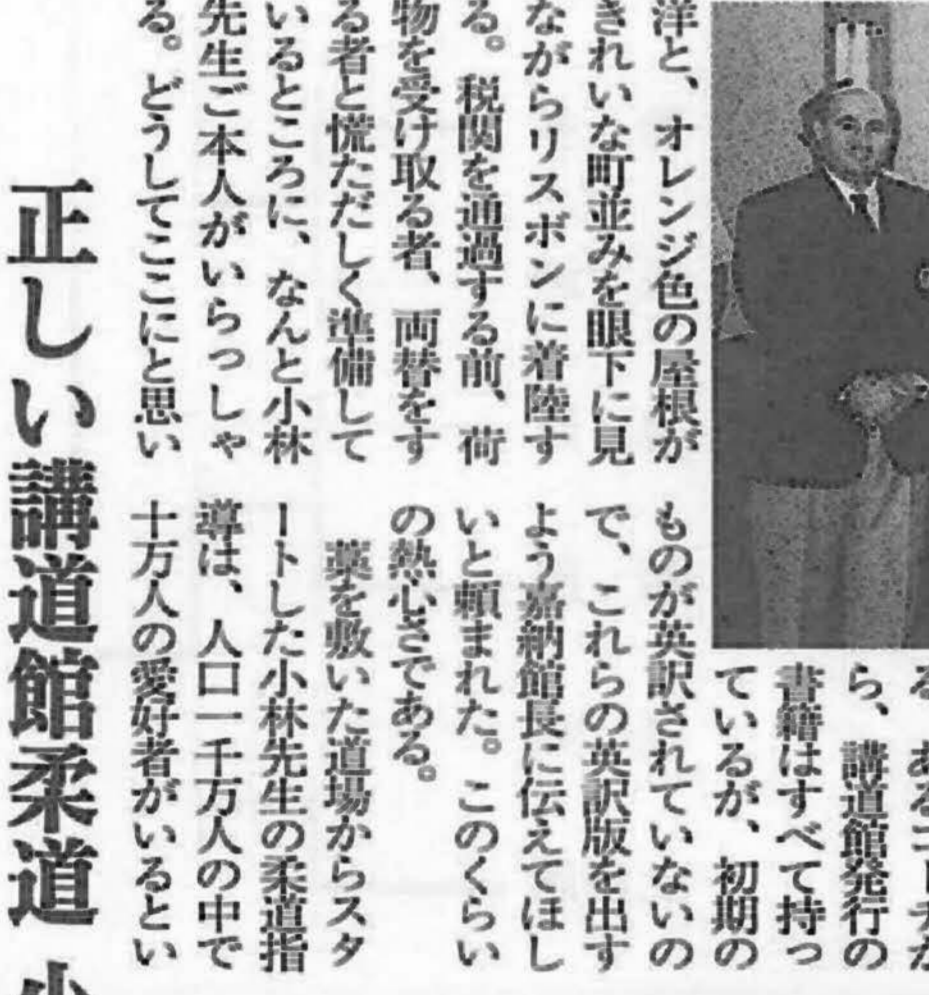 洋と、オレンジ色の屋根が
きれいな町並みを眼下に見
ながらリスボンに着陸す
る。税関を通過する前、荷
物を受け取る者、両替をす
る者と慌ただしく準備して
いるところに、なんと小林
先生ご本人がいらっしゃ
る。どうしてここにと思い
る あるコーチか
ら、講道館発行の
書籍はすべて持っ
ているが、初期の
ものが英訳されていないの
で、これらの英訳版を出す
よう嘉納館長に伝えてほし
いと頼まれた。このくらい
の熱心さである。
藁を敷いた道場からスタ
ートした小林先生の柔道指
導は、人口一千万人の中で
十万人の愛好者がいるとい
正しい講道館柔道 小